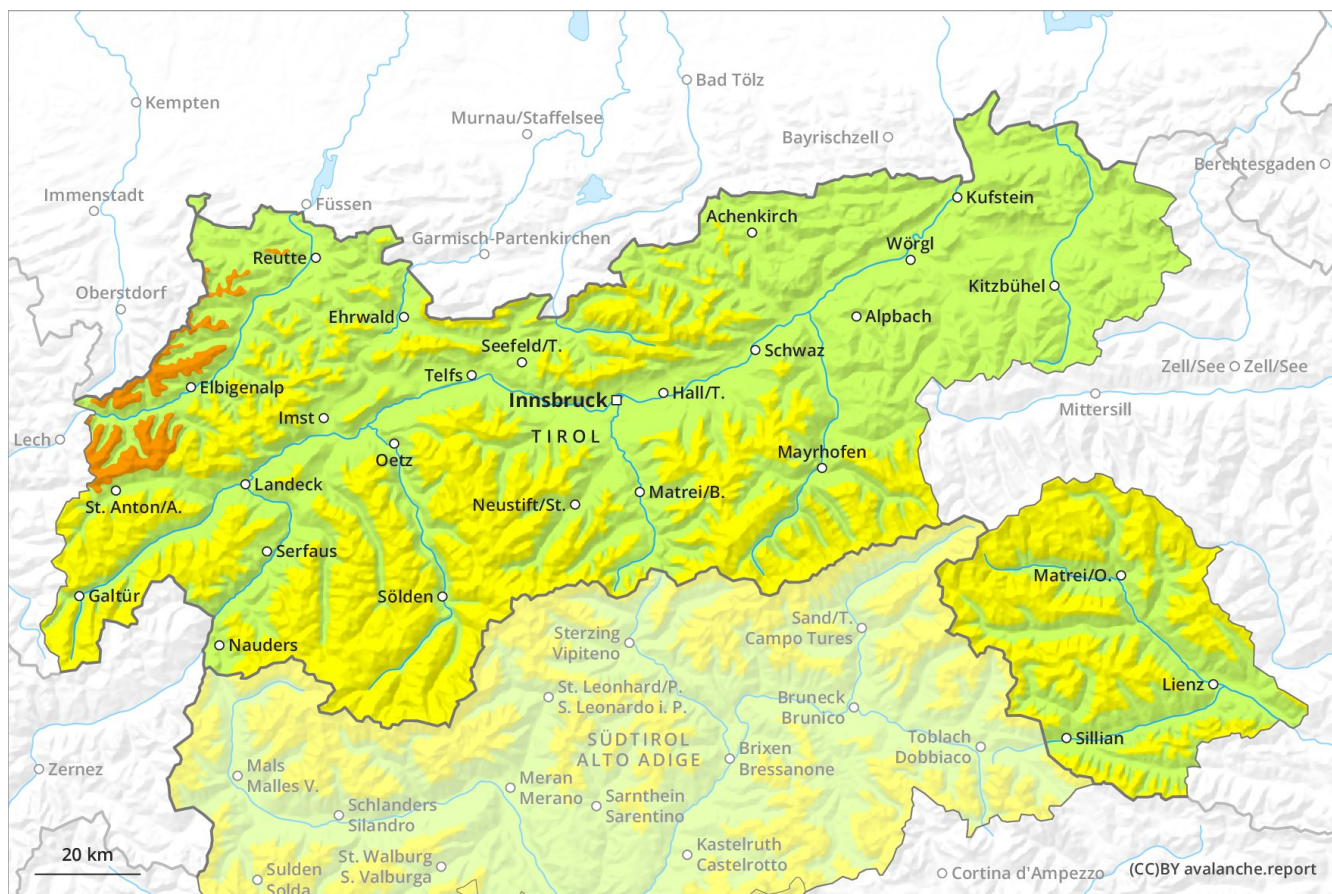 Bad Tölz
Kempten
Murnau/Staffelsee
Bayrischzell
Berchtesgaden
Immenstadt
Füssen
Kufstein
Achenkirch
Garmisch-Partenkirchen
Wörgl
Reutte
Kitzbühel
Oberstdorf
Ehrwald
Alpbach
Seefeld/T.
Schwaz
Telfs
Zell/See
Zell/See
Elbigenalp
Hall/T.
Innsbruck
Mittersill
Imst
Lech
TIROL
Oetz
Mayrhofen
Landeck
Matrei/B.
St. Anton/A.
Neustift/St.
Serfaus
Matrei/O.
Galtür
Sölden
Sand/T.
Campo Tures
Sterzing
Vipiteno
Nauders
Lienz
St. Leonhard/P.
S. Leonardo i. P.
Bruneck
Brunico
SÜDTIROL
ALTO ADIGE
Sillian
Toblach
Dobbiaco
Brixen
Bressanone
Zernez
Mals
Malles V.
Meran
Merano
Sarnthein
Sarentino
Schlanders
Silandro
Kastelruth
Castelrotto
20 km
St. Walburg
S. Valburga
Sulden
Solda
Cortina d'Ampezzo
(CC)BY avalanche.report